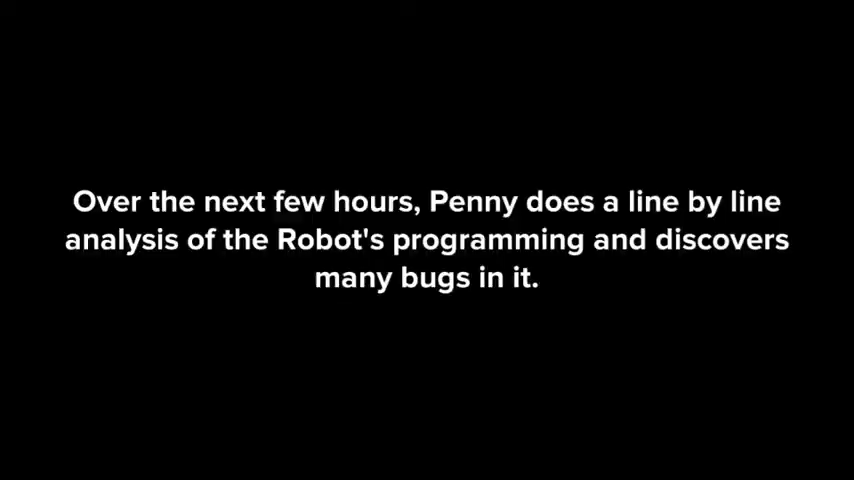 Over the next few hours, Penny does a line by line
analysis of the Robot's programming and discovers
many bugs in it.